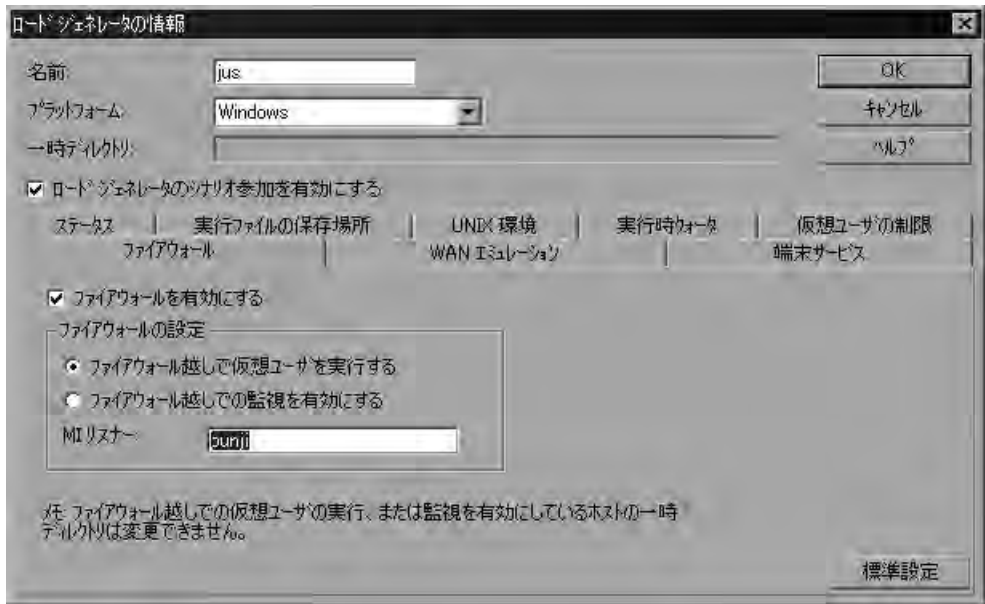 ロードジェネレータの情報
名前: jus OK
プラットフォーム: Windows キャンセル
一時ディレクトリ: ヘルプ
ロードジェネレータのシナリオ参加を有効にする
ステータス 実行ファイルの保存場所 UNIX 環境 実行時クォータ 仮想ユーザの制限
ファイアウォール WAN エミュレーション 端末サービス
ファイアウォールを有効にする
ファイアウォールの設定
ファイアウォール越しで仮想ユーザを実行する
ファイアウォール越しでの監視を有効にする
MI リスナー: bunji
メモ: ファイアウォール越しでの仮想ユーザの実行、または監視を有効にしているホストの一時
ディレクトリは変更できません。
標準設定